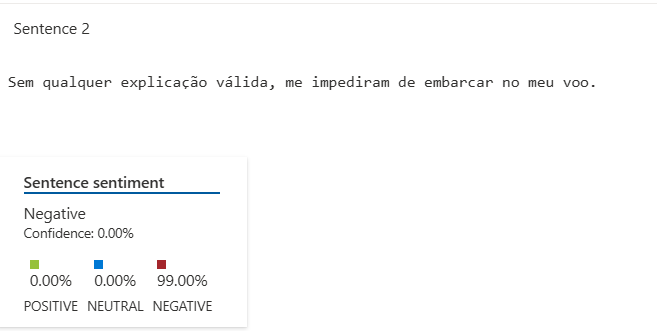 Sentence 2
Sem qualquer explicação válida, me impediram de embarcar no meu voo.
Sentence sentiment
Negative
Confidence: 0.00%
0.00% 0.00% 99.00%
POSITIVE NEUTRAL NEGATIVE